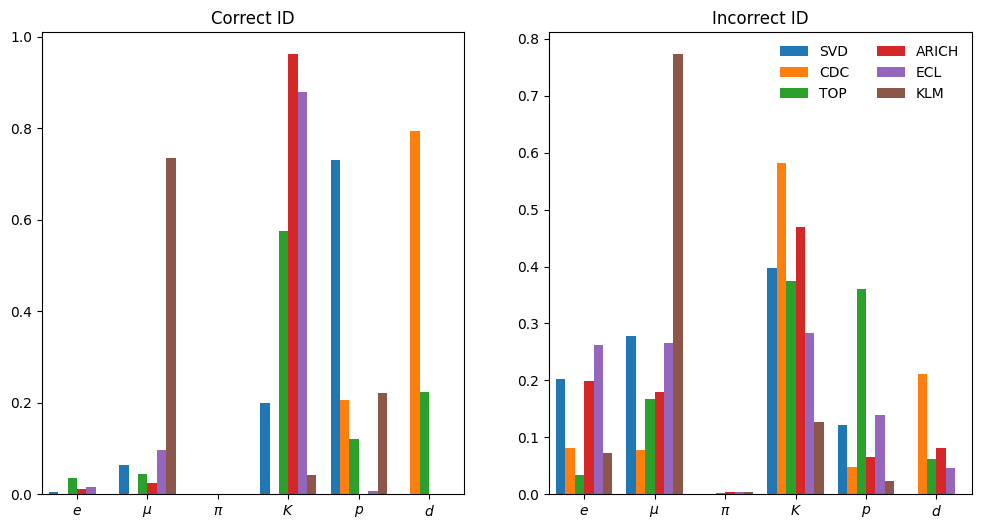 Correct ID
1.0
0.8
0.6
0.4
0.2
0.0
e μ π K p d
Incorrect ID
0.8
0.7
0.6
0.5
0.4
0.3
0.2
0.1
0.0
e μ π K p d
SVD ARICH
CDC ECL
TOP KLM